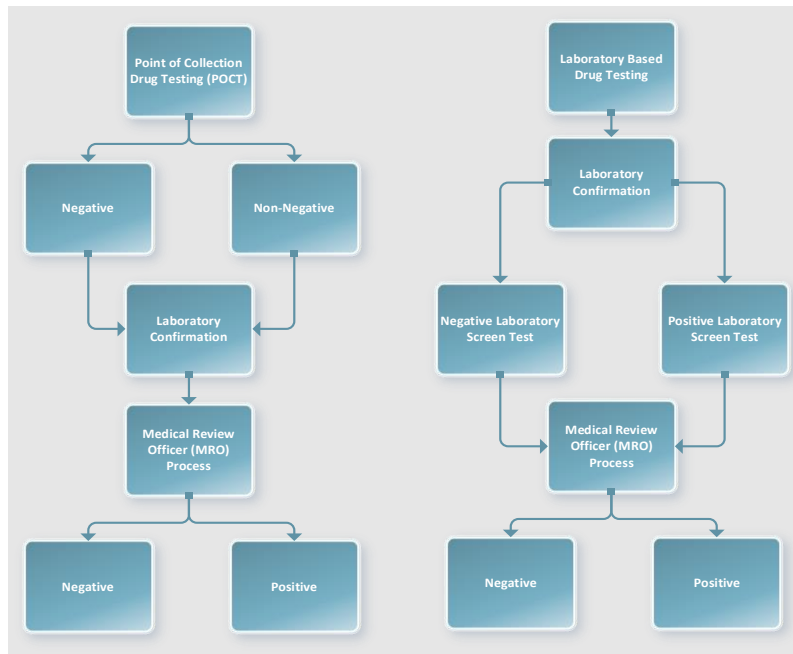 Point of Collection
Drug Testing (POCT)
Negative
Non-Negative
Laboratory
Confirmation
Medical Review
Officer (MRO)
Process
Negative
Positive
Laboratory Based
Drug Testing
Laboratory
Confirmation
Negative Laboratory
Screen Test
Positive Laboratory
Screen Test
Medical Review
Officer (MRO)
Process
Negative
Positive